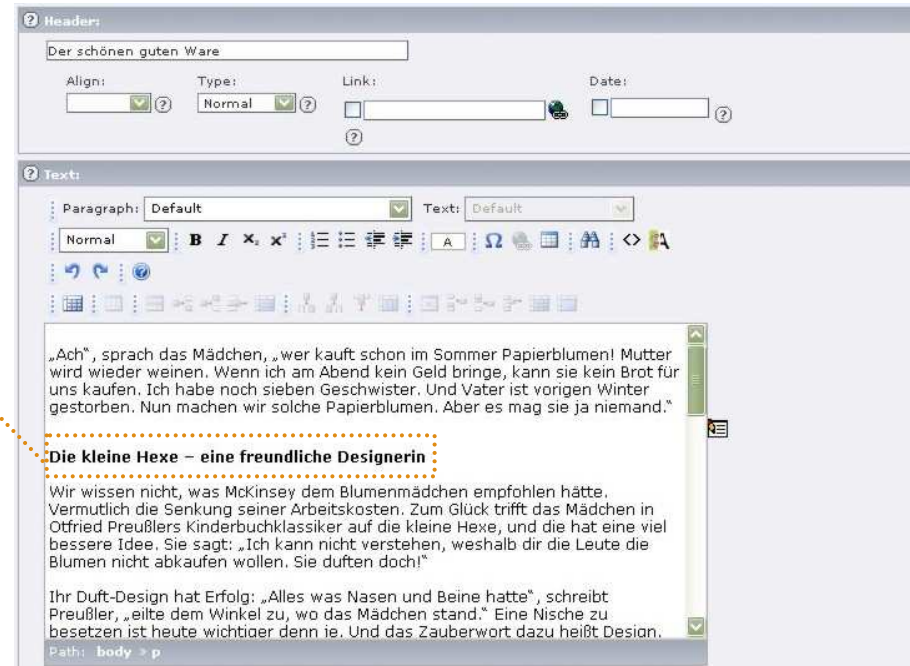 Header:
Der schönen guten Ware
Align: Type: Link: Date:
Normal
Text:
Paragraph: Default Text: Default
Normal B I x₂ x² A Ω <>
„Ach“, sprach das Mädchen, „wer kauft schon im Sommer Papierblumen! Mutter
wird wieder weinen. Wenn ich am Abend kein Geld bringe, kann sie kein Brot für
uns kaufen. Ich habe noch sieben Geschwister. Und Vater ist vorigen Winter
gestorben. Nun machen wir solche Papierblumen. Aber es mag sie ja niemand.“
Die kleine Hexe – eine freundliche Designerin
Wir wissen nicht, was McKinsey dem Blumenmädchen empfohlen hätte.
Vermutlich die Senkung seiner Arbeitskosten. Zum Glück trifft das Mädchen in
Otfried Preußlers Kinderbuchklassiker auf die kleine Hexe, und die hat eine viel
bessere Idee. Sie sagt: „Ich kann nicht verstehen, weshalb dir die Leute die
Blumen nicht abkaufen wollen. Sie duften doch!“
Ihr Duft-Design hat Erfolg: „Alles was Nasen und Beine hatte“, schreibt
Preußler, „eilte dem Winkel zu, wo das Mädchen stand.“ Eine Nische zu
besetzen ist heute wichtiger denn je. Und das Zauberwort dazu heißt Design.
Path: body » p